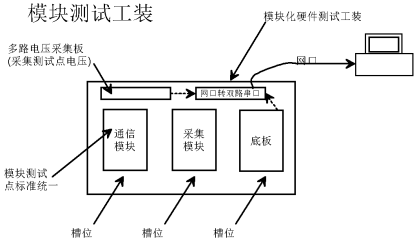 模块测试工装
模块化硬件测试工装
多路电压采集板
(采集测试点电压)
网口
网口转双路串口
通信
模块
采集
模块
底板
模块测试
点标准统一
槽位
槽位
槽位